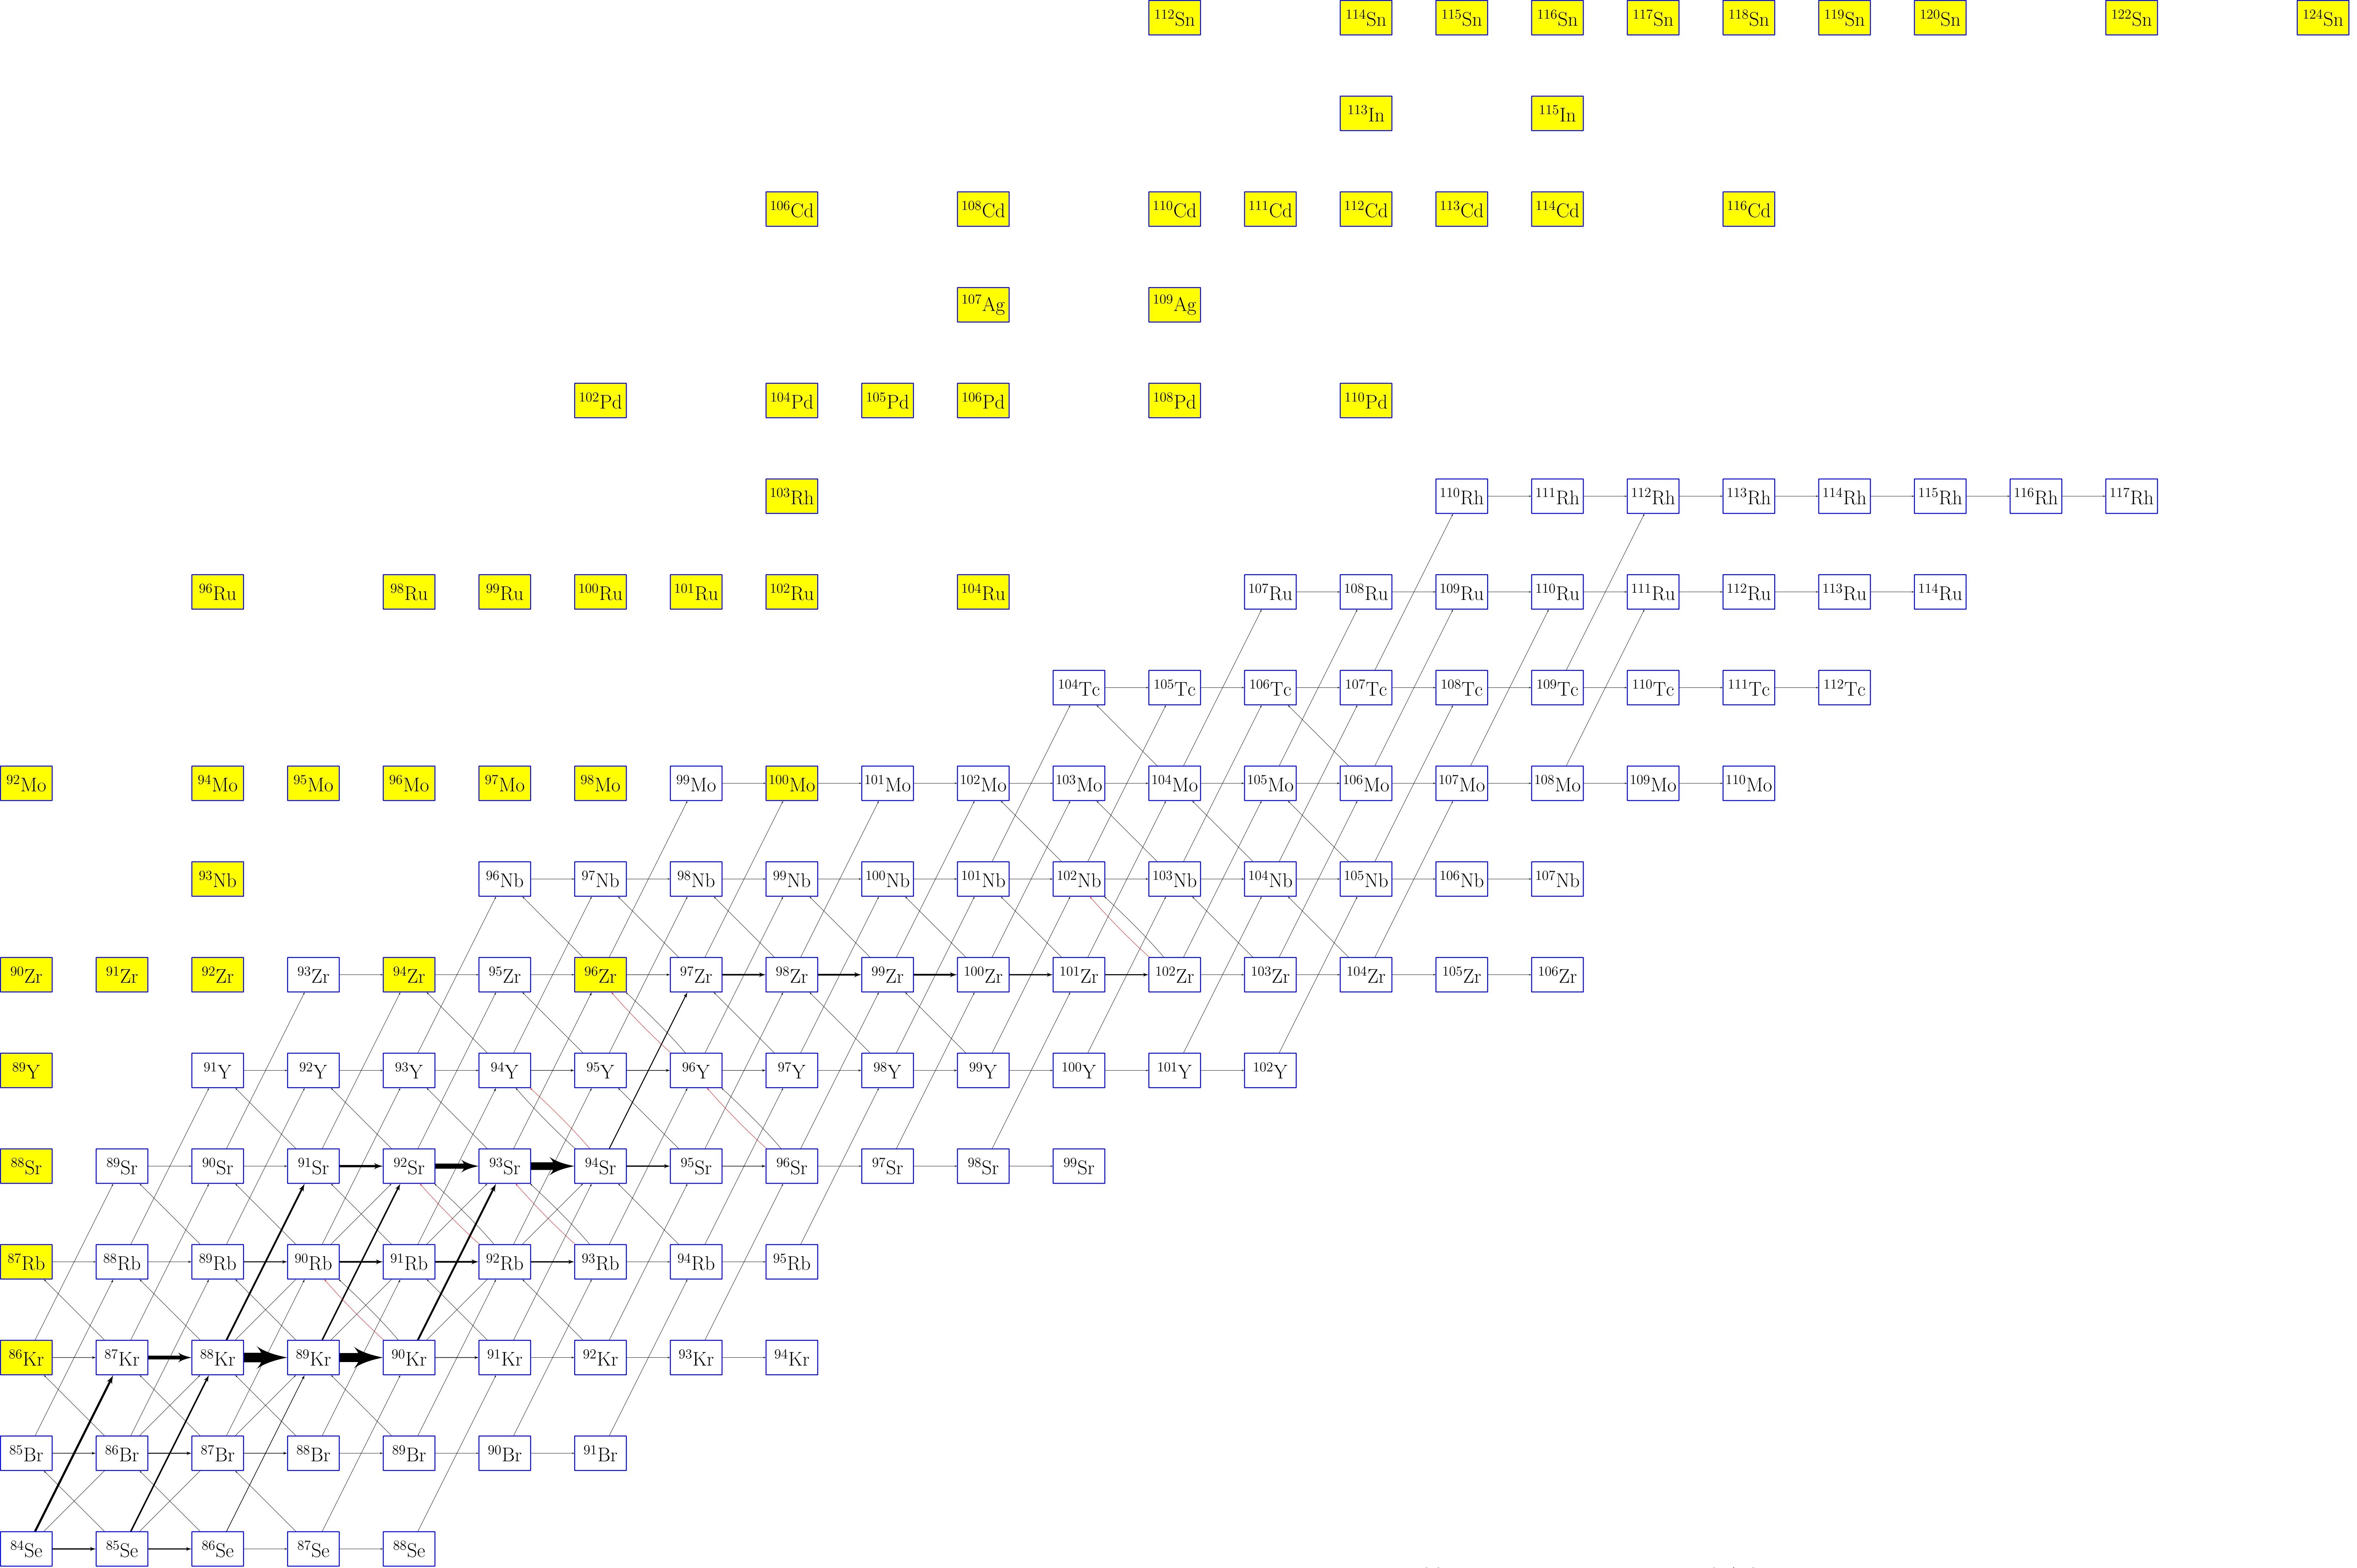 ¹¹²Sn ¹¹⁴Sn ¹¹⁵Sn ¹¹⁶Sn ¹¹⁷Sn ¹¹⁸Sn ¹¹⁹Sn ¹²⁰Sn ¹²²Sn ¹²⁴Sn
¹¹³In ¹¹⁵In
¹⁰⁶Cd ¹⁰⁸Cd ¹¹⁰Cd ¹¹¹Cd ¹¹²Cd ¹¹³Cd ¹¹⁴Cd ¹¹⁶Cd
¹⁰⁷Ag ¹⁰⁹Ag
¹⁰²Pd ¹⁰⁴Pd ¹⁰⁵Pd ¹⁰⁶Pd ¹⁰⁸Pd ¹¹⁰Pd
¹⁰³Rh ¹¹⁰Rh ¹¹¹Rh ¹¹²Rh ¹¹³Rh ¹¹⁴Rh ¹¹⁵Rh ¹¹⁶Rh ¹¹⁷Rh
⁹⁶Ru ⁹⁸Ru ⁹⁹Ru ¹⁰⁰Ru ¹⁰¹Ru ¹⁰²Ru ¹⁰⁴Ru ¹⁰⁷Ru ¹⁰⁸Ru ¹⁰⁹Ru ¹¹⁰Ru ¹¹¹Ru ¹¹²Ru ¹¹³Ru ¹¹⁴Ru
¹⁰⁴Tc ¹⁰⁵Tc ¹⁰⁶Tc ¹⁰⁷Tc ¹⁰⁸Tc ¹⁰⁹Tc ¹¹⁰Tc ¹¹¹Tc ¹¹²Tc
⁹²Mo ⁹⁴Mo ⁹⁵Mo ⁹⁶Mo ⁹⁷Mo ⁹⁸Mo ⁹⁹Mo ¹⁰⁰Mo ¹⁰¹Mo ¹⁰²Mo ¹⁰³Mo ¹⁰⁴Mo ¹⁰⁵Mo ¹⁰⁶Mo ¹⁰⁷Mo ¹⁰⁸Mo ¹⁰⁹Mo ¹¹⁰Mo
⁹³Nb ⁹⁶Nb ⁹⁷Nb ⁹⁸Nb ⁹⁹Nb ¹⁰⁰Nb ¹⁰¹Nb ¹⁰²Nb ¹⁰³Nb ¹⁰⁴Nb ¹⁰⁵Nb ¹⁰⁶Nb ¹⁰⁷Nb
⁹⁰Zr ⁹¹Zr ⁹²Zr ⁹³Zr ⁹⁴Zr ⁹⁵Zr ⁹⁶Zr ⁹⁷Zr ⁹⁸Zr ⁹⁹Zr ¹⁰⁰Zr ¹⁰¹Zr ¹⁰²Zr ¹⁰³Zr ¹⁰⁴Zr ¹⁰⁵Zr ¹⁰⁶Zr
⁸⁹Y ⁹¹Y ⁹²Y ⁹³Y ⁹⁴Y ⁹⁵Y ⁹⁶Y ⁹⁷Y ⁹⁸Y ⁹⁹Y ¹⁰⁰Y ¹⁰¹Y ¹⁰²Y
⁸⁸Sr ⁸⁹Sr ⁹⁰Sr ⁹¹Sr ⁹²Sr ⁹³Sr ⁹⁴Sr ⁹⁵Sr ⁹⁶Sr ⁹⁷Sr ⁹⁸Sr ⁹⁹Sr
⁸⁷Rb ⁸⁸Rb ⁸⁹Rb ⁹⁰Rb ⁹¹Rb ⁹²Rb ⁹³Rb ⁹⁴Rb ⁹⁵Rb
⁸⁶Kr ⁸⁷Kr ⁸⁸Kr ⁸⁹Kr ⁹⁰Kr ⁹¹Kr ⁹²Kr ⁹³Kr ⁹⁴Kr
⁸⁵Br ⁸⁶Br ⁸⁷Br ⁸⁸Br ⁸⁹Br ⁹⁰Br ⁹¹Br
⁸⁴Se ⁸⁵Se ⁸⁶Se ⁸⁷Se ⁸⁸Se